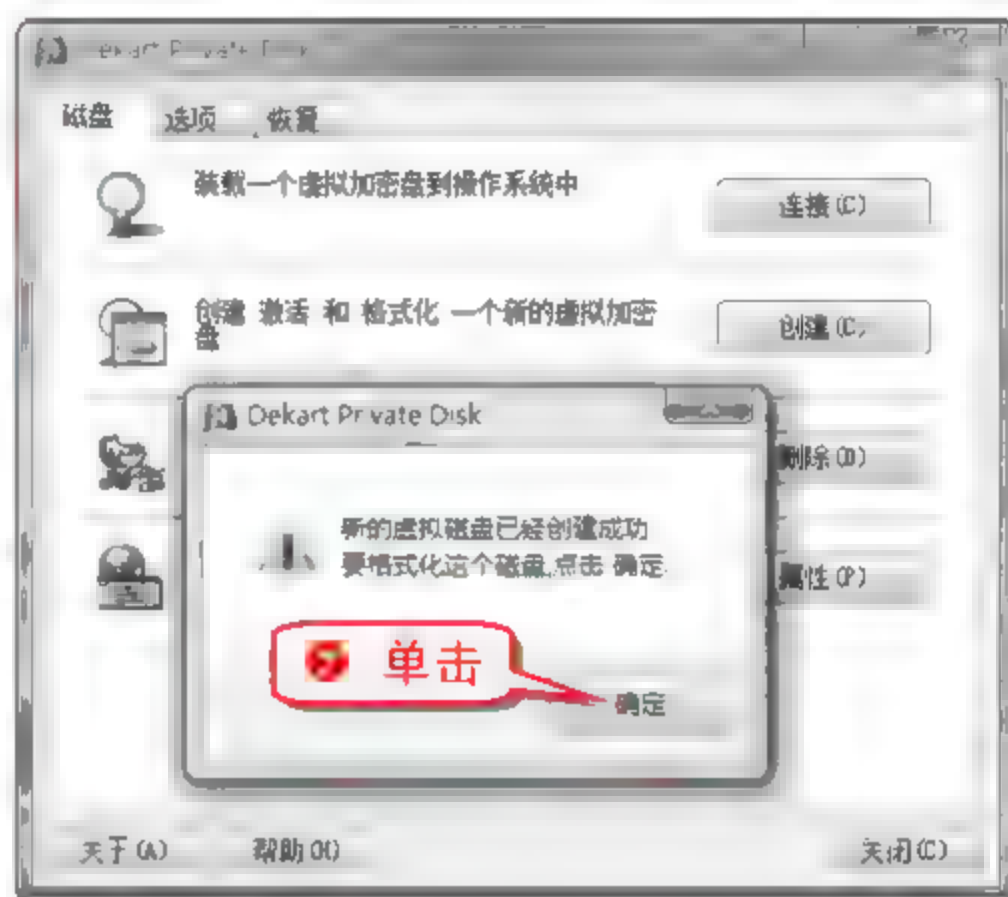 Dekart Private Disk
磁盘 选项 恢复
装载一个虚拟加密盘到操作系统中
连接(C)
创建 激活 和 格式化 一个新的虚拟加密
盘
创建(C)
Dekart Private Disk
删除(D)
新的虚拟磁盘已经创建成功
要格式化这个磁盘,点击 确定.
属性(P)
单击
确定
关于(A) 帮助(H) 关闭(C)